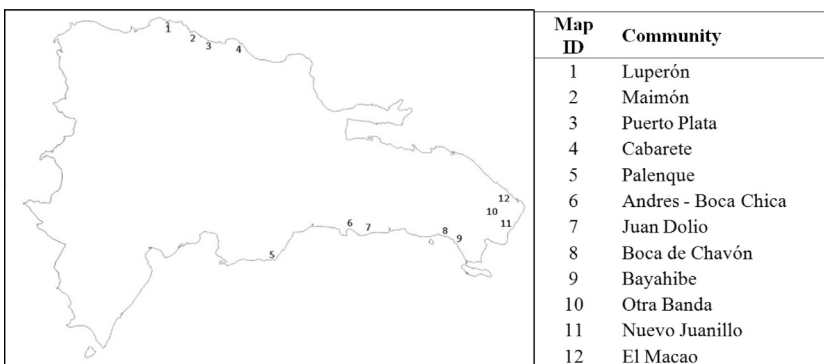 1
2
3
4
5
6
7
8
9
10
11
12
Map ID Community
1 Luperón
2 Maimón
3 Puerto Plata
4 Cabarete
5 Palenque
6 Andres - Boca Chica
7 Juan Dolio
8 Boca de Chavón
9 Bayahibe
10 Otra Banda
11 Nuevo Juanillo
12 El Macao